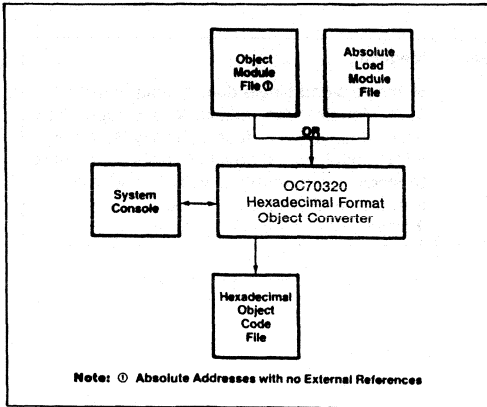 Object
Module
File ①
Absolute
Load
Module
File
OR
System
Console
OC70320
Hexadecimal Format
Object Converter
Hexadecimal
Object
Code
File
Note: ① Absolute Addresses with no External References